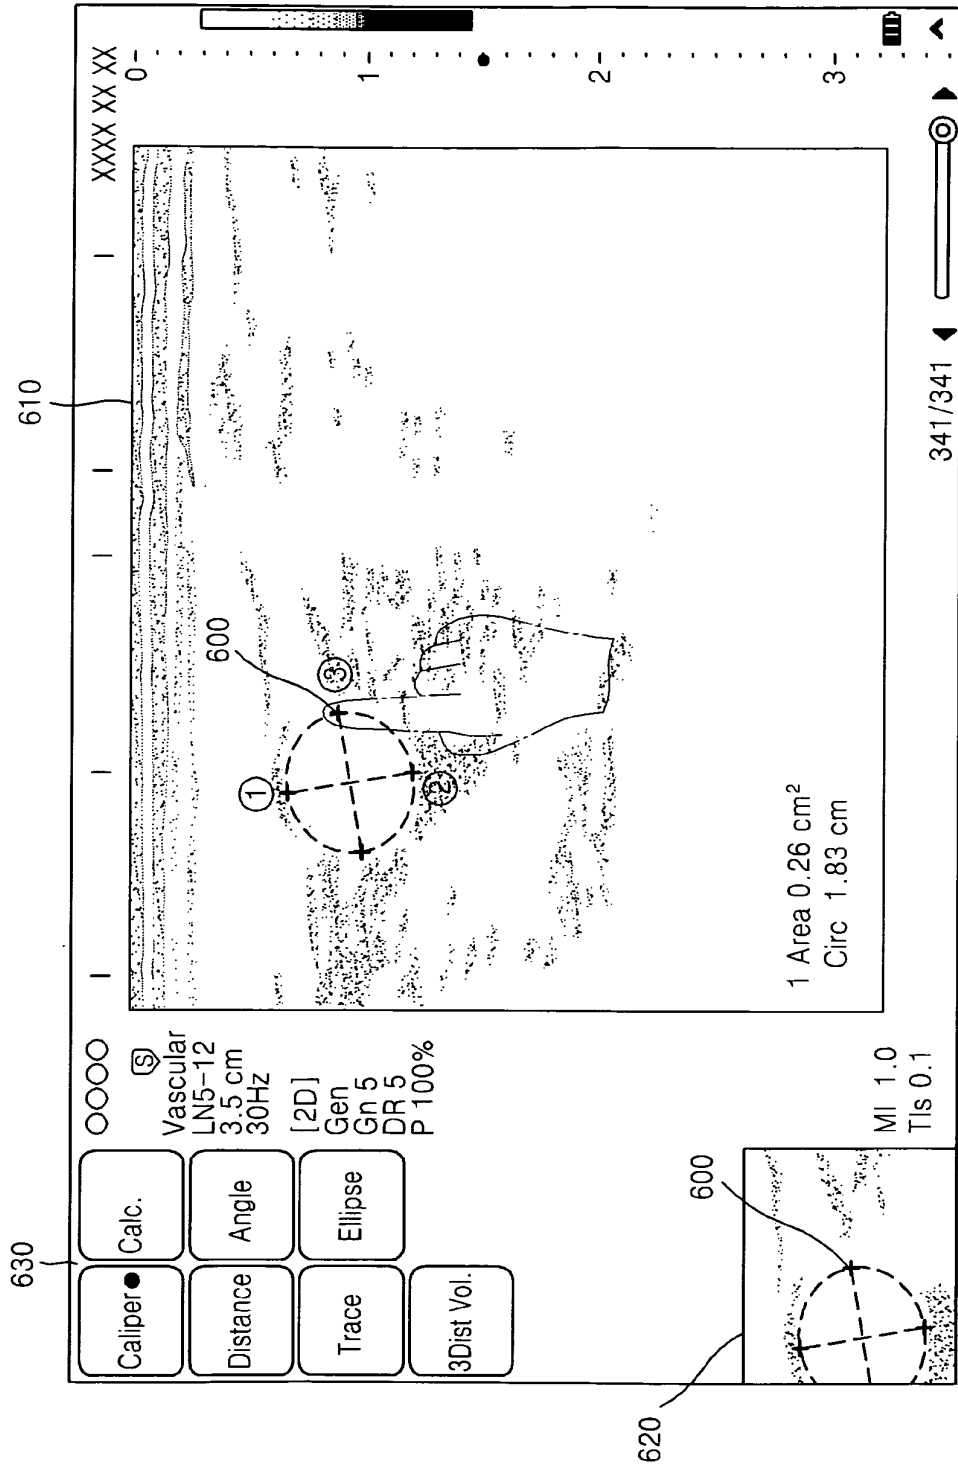 630
610
Caliper● Calc.
Distance Angle
Trace Ellipse
3Dist Vol.
○○○○
XXXX XX XX
S
Vascular
LN5-12
3.5 cm
30Hz
[2D]
Gen
Gn 5
DR 5
P 100%
0
1
2
3
600
①
②
③
1 Area 0.26 cm²
Circ 1.83 cm
620
600
MI 1.0
TIs 0.1
341/341